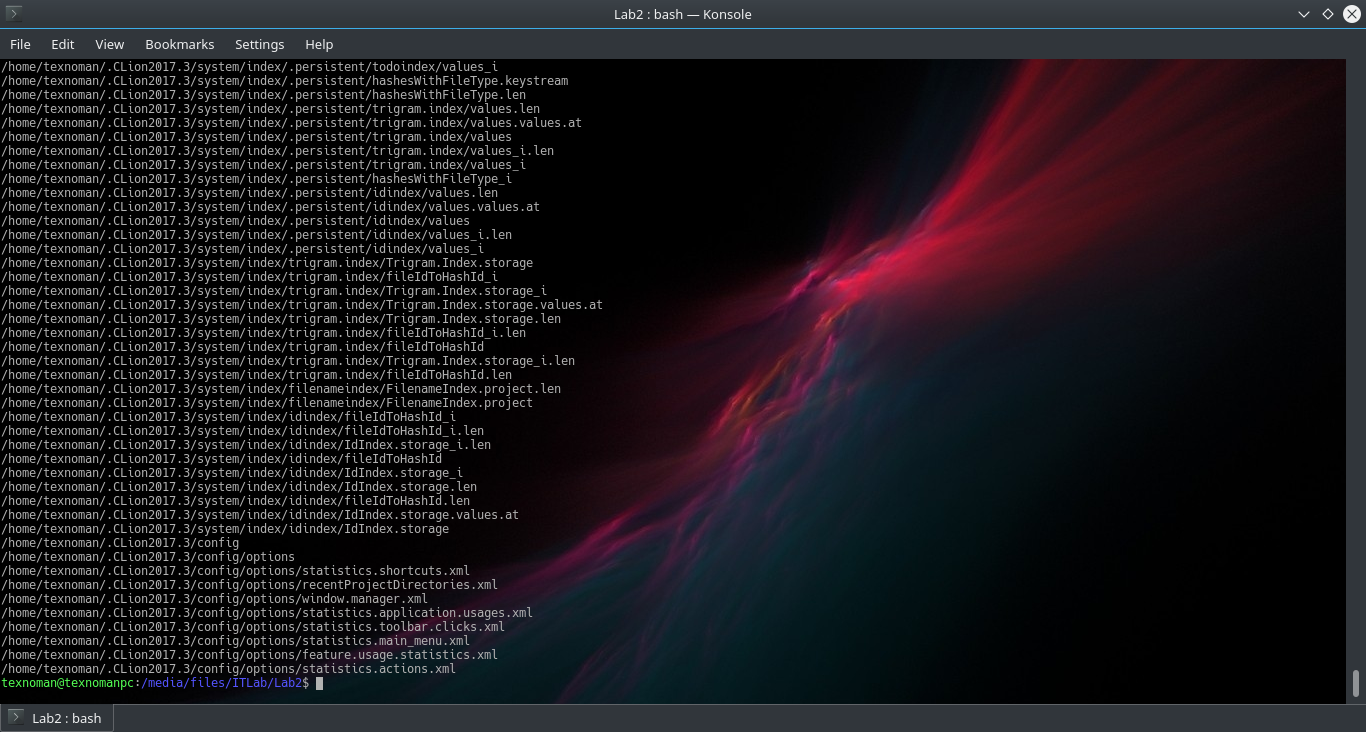 Lab2 : bash — Konsole
File Edit View Bookmarks Settings Help
/home/texnoman/.CLion2017.3/system/index/.persistent/todoindex/values_i
/home/texnoman/.CLion2017.3/system/index/.persistent/hashesWithFileType.keystream
/home/texnoman/.CLion2017.3/system/index/.persistent/hashesWithFileType.len
/home/texnoman/.CLion2017.3/system/index/.persistent/trigram.index/values.len
/home/texnoman/.CLion2017.3/system/index/.persistent/trigram.index/values.values.at
/home/texnoman/.CLion2017.3/system/index/.persistent/trigram.index/values
/home/texnoman/.CLion2017.3/system/index/.persistent/trigram.index/values_i.len
/home/texnoman/.CLion2017.3/system/index/.persistent/trigram.index/values_i
/home/texnoman/.CLion2017.3/system/index/.persistent/hashesWithFileType_i
/home/texnoman/.CLion2017.3/system/index/.persistent/idindex/values.len
/home/texnoman/.CLion2017.3/system/index/.persistent/idindex/values.values.at
/home/texnoman/.CLion2017.3/system/index/.persistent/idindex/values
/home/texnoman/.CLion2017.3/system/index/.persistent/idindex/values_i.len
/home/texnoman/.CLion2017.3/system/index/.persistent/idindex/values_i
/home/texnoman/.CLion2017.3/system/index/trigram.index/Trigram.Index.storage
/home/texnoman/.CLion2017.3/system/index/trigram.index/fileIdToHashId_i
/home/texnoman/.CLion2017.3/system/index/trigram.index/Trigram.Index.storage_i
/home/texnoman/.CLion2017.3/system/index/trigram.index/Trigram.Index.storage.values.at
/home/texnoman/.CLion2017.3/system/index/trigram.index/Trigram.Index.storage.len
/home/texnoman/.CLion2017.3/system/index/trigram.index/fileIdToHashId_i.len
/home/texnoman/.CLion2017.3/system/index/trigram.index/fileIdToHashId
/home/texnoman/.CLion2017.3/system/index/trigram.index/Trigram.Index.storage_i.len
/home/texnoman/.CLion2017.3/system/index/trigram.index/fileIdToHashId.len
/home/texnoman/.CLion2017.3/system/index/filenameindex/FilenameIndex.project.len
/home/texnoman/.CLion2017.3/system/index/filenameindex/FilenameIndex.project
/home/texnoman/.CLion2017.3/system/index/idindex/fileIdToHashId_i
/home/texnoman/.CLion2017.3/system/index/idindex/fileIdToHashId_i.len
/home/texnoman/.CLion2017.3/system/index/idindex/IdIndex.storage_i.len
/home/texnoman/.CLion2017.3/system/index/idindex/fileIdToHashId
/home/texnoman/.CLion2017.3/system/index/idindex/IdIndex.storage_i
/home/texnoman/.CLion2017.3/system/index/idindex/IdIndex.storage.len
/home/texnoman/.CLion2017.3/system/index/idindex/fileIdToHashId.len
/home/texnoman/.CLion2017.3/system/index/idindex/IdIndex.storage.values.at
/home/texnoman/.CLion2017.3/system/index/idindex/IdIndex.storage
/home/texnoman/.CLion2017.3/config
/home/texnoman/.CLion2017.3/config/options
/home/texnoman/.CLion2017.3/config/options/statistics.shortcuts.xml
/home/texnoman/.CLion2017.3/config/options/recentProjectDirectories.xml
/home/texnoman/.CLion2017.3/config/options/window.manager.xml
/home/texnoman/.CLion2017.3/config/options/statistics.application.usages.xml
/home/texnoman/.CLion2017.3/config/options/statistics.toolbar.clicks.xml
/home/texnoman/.CLion2017.3/config/options/statistics.main_menu.xml
/home/texnoman/.CLion2017.3/config/options/feature.usage.statistics.xml
/home/texnoman/.CLion2017.3/config/options/statistics.actions.xml
texnoman@texnomanpc:/media/files/ITLab/Lab2$
Lab2 : bash